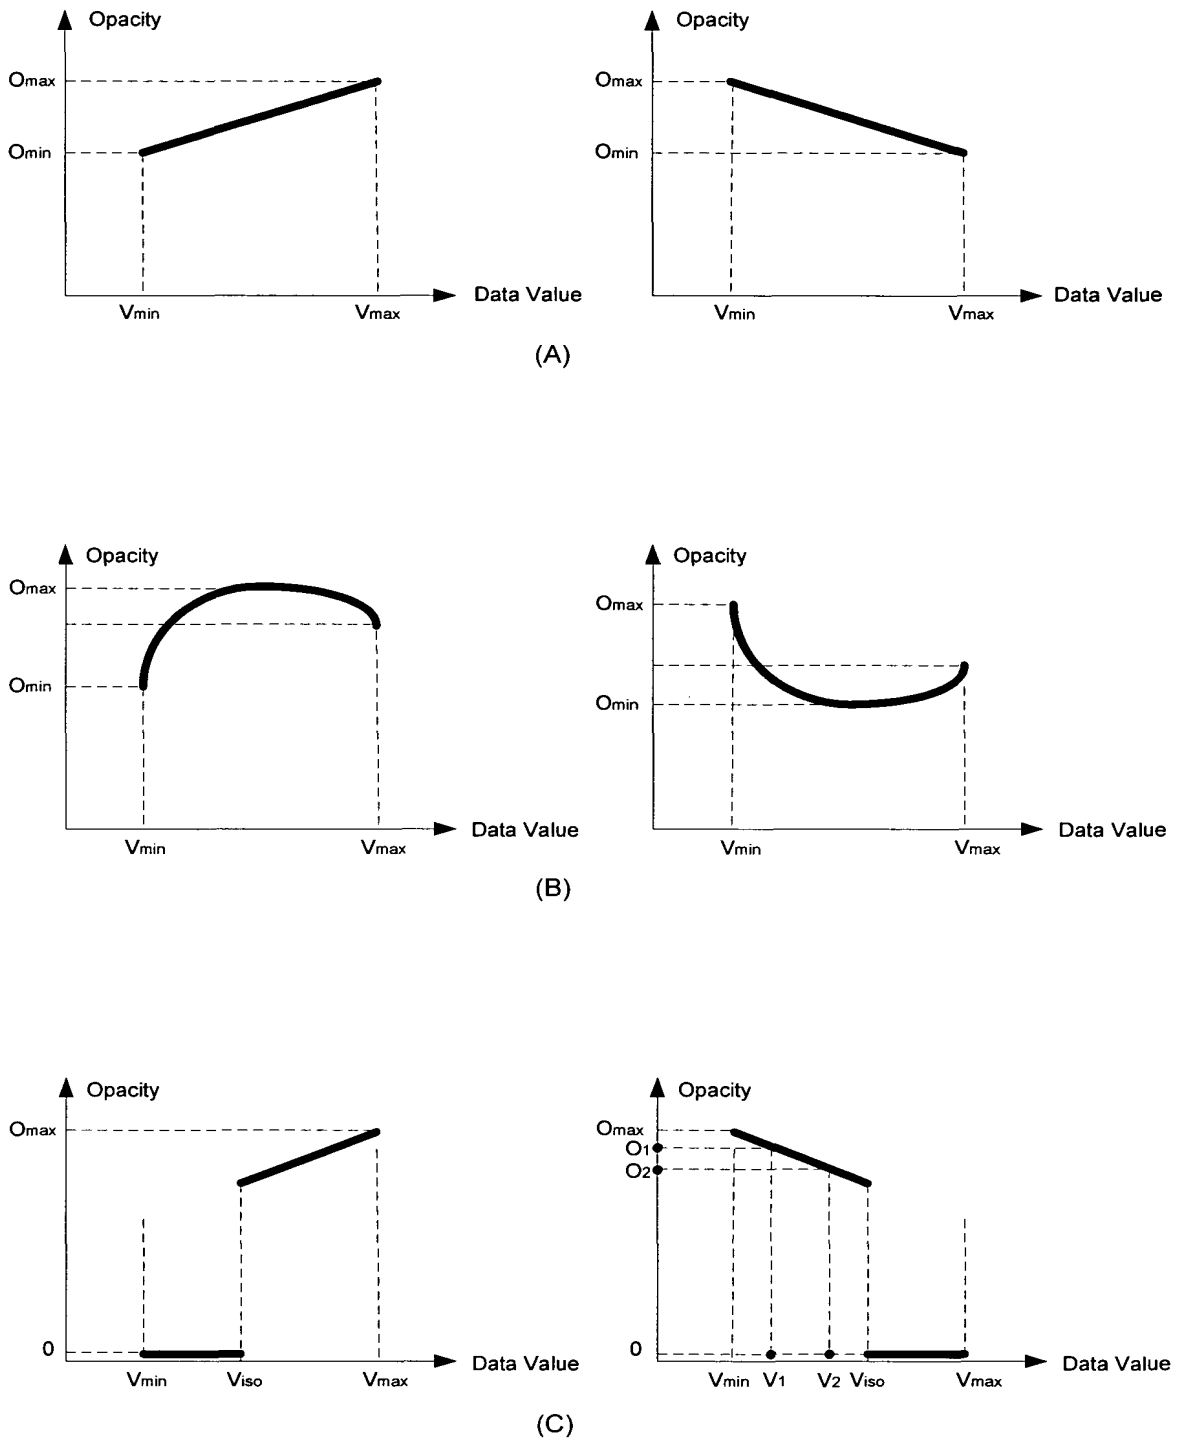 Opacity
Omax
Omin
Vmin
Vmax
Data Value
Opacity
Omax
Omin
Vmin
Vmax
Data Value
(A)
Opacity
Omax
Omin
Vmin
Vmax
Data Value
Opacity
Omax
Omin
Vmin
Vmax
Data Value
(B)
Opacity
Omax
0
Vmin
Viso
Vmax
Data Value
Opacity
Omax
O1
O2
0
Vmin
V1
V2
Viso
Vmax
Data Value
(C)